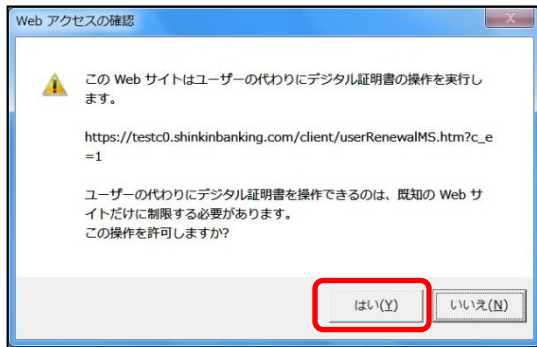 Web アクセスの確認
この Web サイトはユーザーの代わりにデジタル証明書の操作を実行し
ます。
https://testc0.shinkinbanking.com/client/userRenewalMS.htm?c_e
=1
ユーザーの代わりにデジタル証明書を操作できるのは、既知の Web サ
イトだけに制限する必要があります。
この操作を許可しますか?
はい(Y)
いいえ(N)